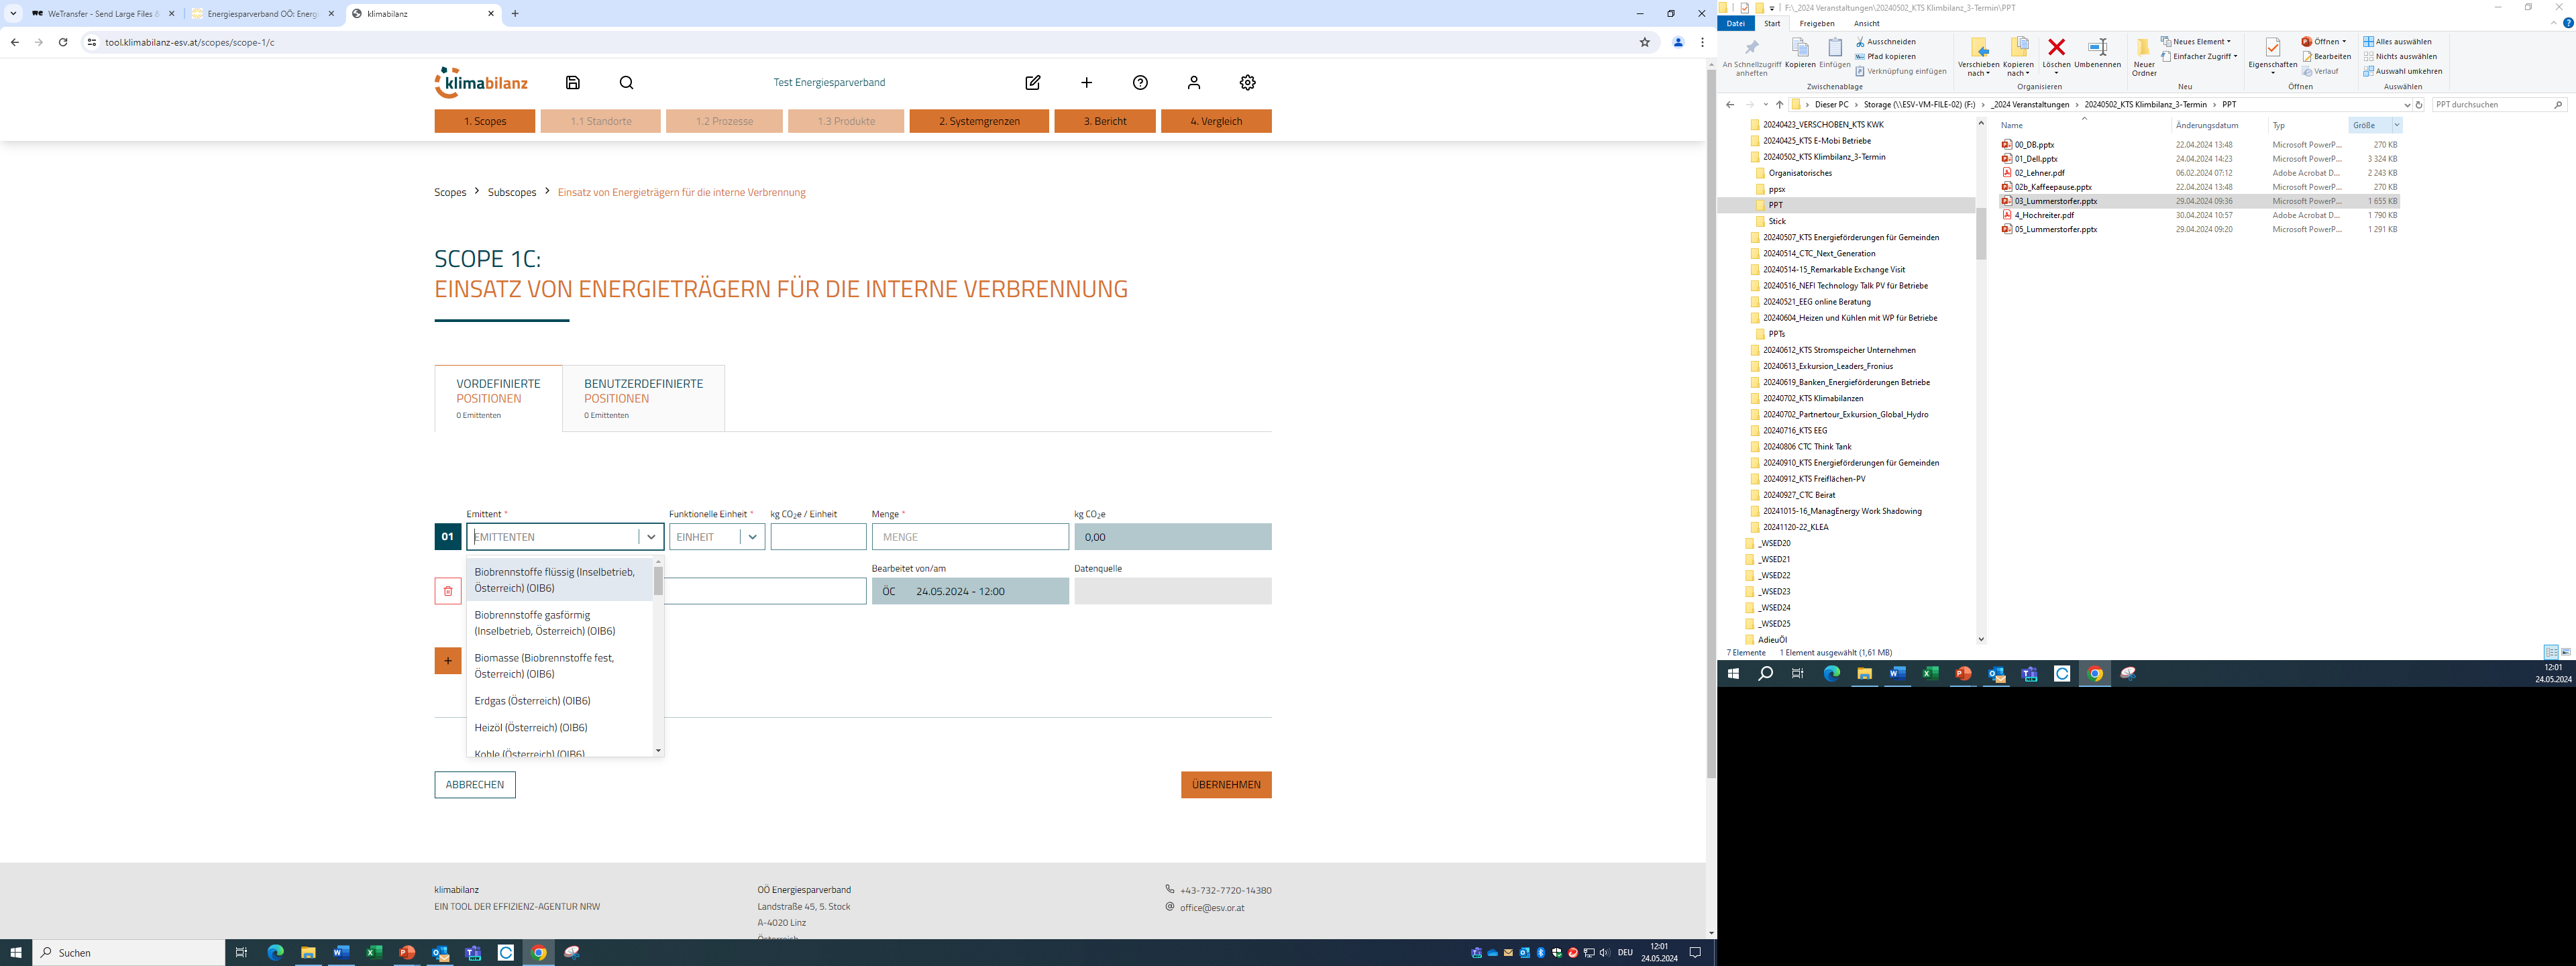 WeTransfer - Send Large Files &
Energiesparverband OÖ: Energ
klimabilanz
tool.klimabilanz-esv.at/scopes/scope-1/c
klimabilanz
Test Energiesparverband
1. Scopes
1.1 Standorte
1.2 Prozesse
1.3 Produkte
2. Systemgrenzen
3. Bericht
4. Vergleich
Scopes
Subscopes
Einsatz von Energieträgern für die interne Verbrennung
SCOPE 1C:
EINSATZ VON ENERGIETRÄGERN FÜR DIE INTERNE VERBRENNUNG
VORDEFINIERTE
POSITIONEN
0 Emittenten
BENUTZERDEFINIERTE
POSITIONEN
0 Emittenten
Emittent *
Funktionelle Einheit *
kg CO2e / Einheit
Menge *
kg CO2e
01
EMITTENTEN
EINHEIT
MENGE
0,00
Biobrennstoffe flüssig (Inselbetrieb,
Österreich) (OIB6)
Biobrennstoffe gasförmig
(Inselbetrieb, Österreich) (OIB6)
Biomasse (Biobrennstoffe fest,
Österreich) (OIB6)
Erdgas (Österreich) (OIB6)
Heizöl (Österreich) (OIB6)
Kohle (Österreich) (OIB6)
Bearbeitet von/am
Datenquelle
ÖC
24.05.2024 - 12:00
ABBRECHEN
ÜBERNEHMEN
klimabilanz
EIN TOOL DER EFFIZIENZ-AGENTUR NRW
OÖ Energiesparverband
Landstraße 45, 5. Stock
A-4020 Linz
Österreich
+43-732-7720-14380
office@esv.or.at
Suchen
DEU
12:01
24.05.2024
F:\_2024 Veranstaltungen\20240502_KTS Klimbilanz_3-Termin\PPT
Datei
Start
Freigeben
Ansicht
An Schnellzugriff
anheften
Kopieren
Einfügen
Ausschneiden
Pfad kopieren
Verknüpfung einfügen
Zwischenablage
Verschieben
nach
Kopieren
nach
Löschen
Umbenennen
Organisieren
Neuer
Ordner
Neues Element
Einfacher Zugriff
Neu
Eigenschaften
Öffnen
Bearbeiten
Verlauf
Öffnen
Alles auswählen
Nichts auswählen
Auswahl umkehren
Auswählen
Dieser PC
Storage (\\ESV-VM-FILE-02) (F:)
_2024 Veranstaltungen
20240502_KTS Klimbilanz_3-Termin
PPT
PPT durchsuchen
20240423_VERSCHOBEN_KTS KWK
20240425_KTS E-Mobi Betriebe
20240502_KTS Klimbilanz_3-Termin
Organisatorisches
ppsx
PPT
Stick
20240507_KTS Energieförderungen für Gemeinden
20240514_CTC_Next_Generation
20240514-15_Remarkable Exchange Visit
20240516_NEFI Technology Talk PV für Betriebe
20240521_EEG online Beratung
20240604_Heizen und Kühlen mit WP für Betriebe
PPTs
20240612_KTS Stromspeicher Unternehmen
20240613_Exkursion_Leaders_Fronius
20240619_Banken_Energieförderungen Betriebe
20240702_KTS Klimabilanzen
20240702_Partnertour_Exkursion_Global_Hydro
20240716_KTS EEG
20240806 CTC Think Tank
20240910_KTS Energieförderungen für Gemeinden
20240912_KTS Freiflächen-PV
20240927_CTC Beirat
20241015-16_ManagEnergy Work Shadowing
20241120-22_KLEA
_WSED20
_WSED21
_WSED22
_WSED23
_WSED24
_WSED25
AdieuÖl
Name
Änderungsdatum
Typ
Größe
00_DB.pptx 22.04.2024 13:48 Microsoft PowerP... 270 KB
01_Dell.pptx 24.04.2024 14:23 Microsoft PowerP... 3 324 KB
02_Lehner.pdf 06.02.2024 07:12 Adobe Acrobat D... 2 243 KB
02b_Kaffeepause.pptx 22.04.2024 13:48 Microsoft PowerP... 270 KB
03_Lummerstorfer.pptx 29.04.2024 09:36 Microsoft PowerP... 1 655 KB
4_Hochreiter.pdf 30.04.2024 10:57 Adobe Acrobat D... 1 790 KB
05_Lummerstorfer.pptx 29.04.2024 09:20 Microsoft PowerP... 1 291 KB
7 Elemente
1 Element ausgewählt (1,61 MB)
12:01
24.05.2024